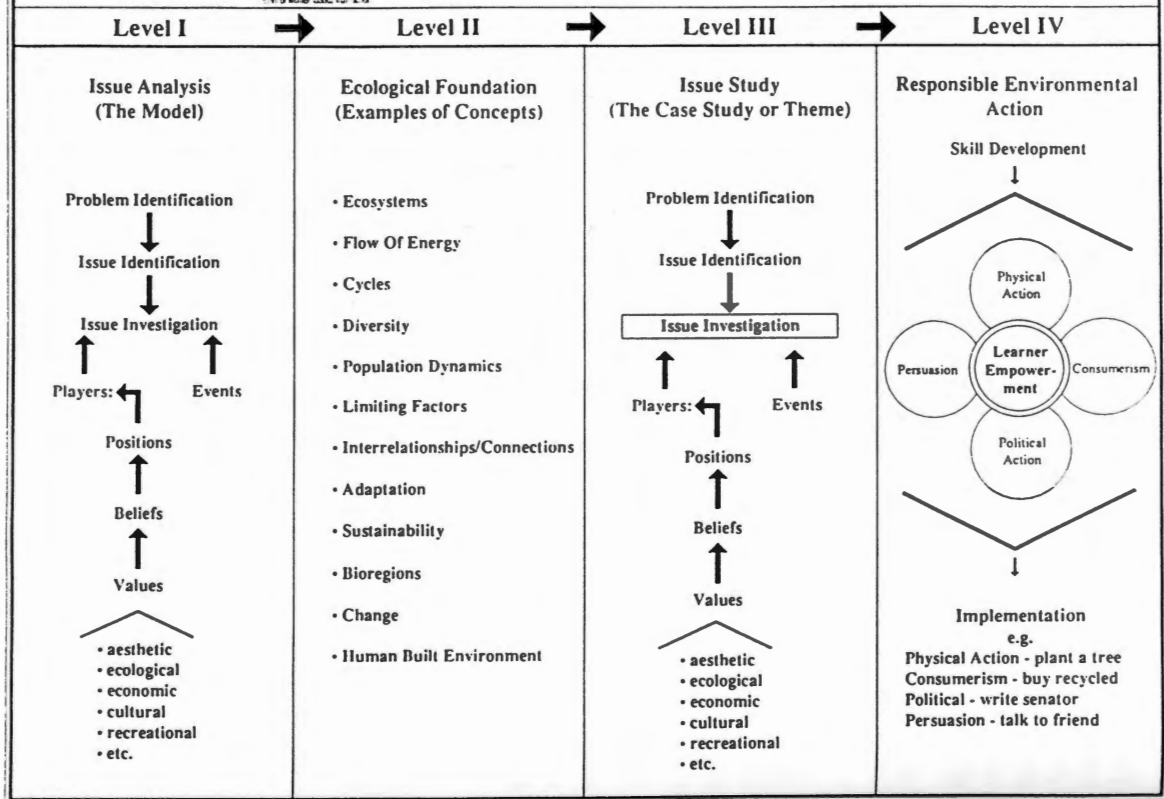 Level I
Level II
Level III
Level IV
Issue Analysis
(The Model)
Problem Identification
Issue Identification
Issue Investigation
Players:
Events
Positions
Beliefs
Values
• aesthetic
• ecological
• economic
• cultural
• recreational
• etc.
Ecological Foundation
(Examples of Concepts)
• Ecosystems
• Flow Of Energy
• Cycles
• Diversity
• Population Dynamics
• Limiting Factors
• Interrelationships/Connections
• Adaptation
• Sustainability
• Bioregions
• Change
• Human Built Environment
Issue Study
(The Case Study or Theme)
Problem Identification
Issue Identification
Issue Investigation
Players:
Events
Positions
Beliefs
Values
• aesthetic
• ecological
• economic
• cultural
• recreational
• etc.
Responsible Environmental
Action
Skill Development
Physical
Action
Persuasion
Learner
Empower-
ment
Consumerism
Political
Action
Implementation
e.g.
Physical Action - plant a tree
Consumerism - buy recycled
Political - write senator
Persuasion - talk to friend